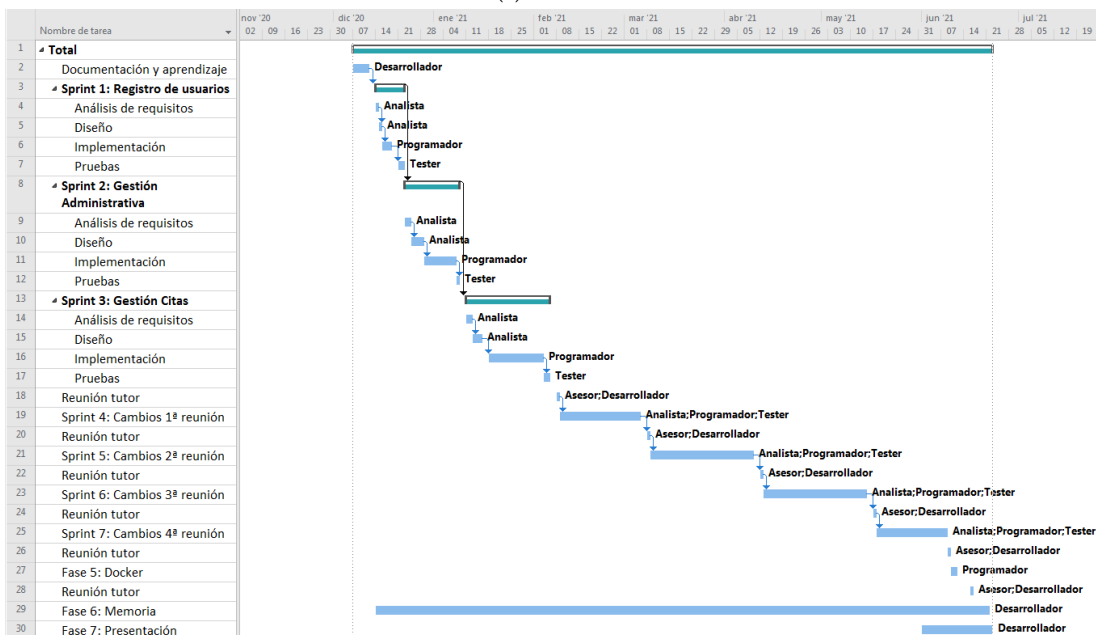 nov '20 dic '20 ene '21 feb '21 mar '21 abr '21 may '21 jun '21 jul '21
Nombre de tarea 02 09 16 23 30 07 14 21 28 04 11 18 25 01 08 15 22 01 08 15 22 29 05 12 19 26 03 10 17 24 31 07 14 21 28 05 12 19
1 Total
2 Documentación y aprendizaje Desarrollador
3 Sprint 1: Registro de usuarios
4 Análisis de requisitos Analista
5 Diseño Analista
6 Implementación Programador
7 Pruebas Tester
8 Sprint 2: Gestión
Administrativa
9 Análisis de requisitos Analista
10 Diseño Analista
11 Implementación Programador
12 Pruebas Tester
13 Sprint 3: Gestión Citas
14 Análisis de requisitos Analista
15 Diseño Analista
16 Implementación Programador
17 Pruebas Tester
18 Reunión tutor Asesor;Desarrollador
19 Sprint 4: Cambios 1ª reunión Analista;Programador;Tester
20 Reunión tutor Asesor;Desarrollador
21 Sprint 5: Cambios 2ª reunión Analista;Programador;Tester
22 Reunión tutor Asesor;Desarrollador
23 Sprint 6: Cambios 3ª reunión Analista;Programador;Tester
24 Reunión tutor Asesor;Desarrollador
25 Sprint 7: Cambios 4ª reunión Analista;Programador;Tester
26 Reunión tutor Asesor;Desarrollador
27 Fase 5: Docker Programador
28 Reunión tutor Asesor;Desarrollador
29 Fase 6: Memoria Desarrollador
30 Fase 7: Presentación Desarrollador